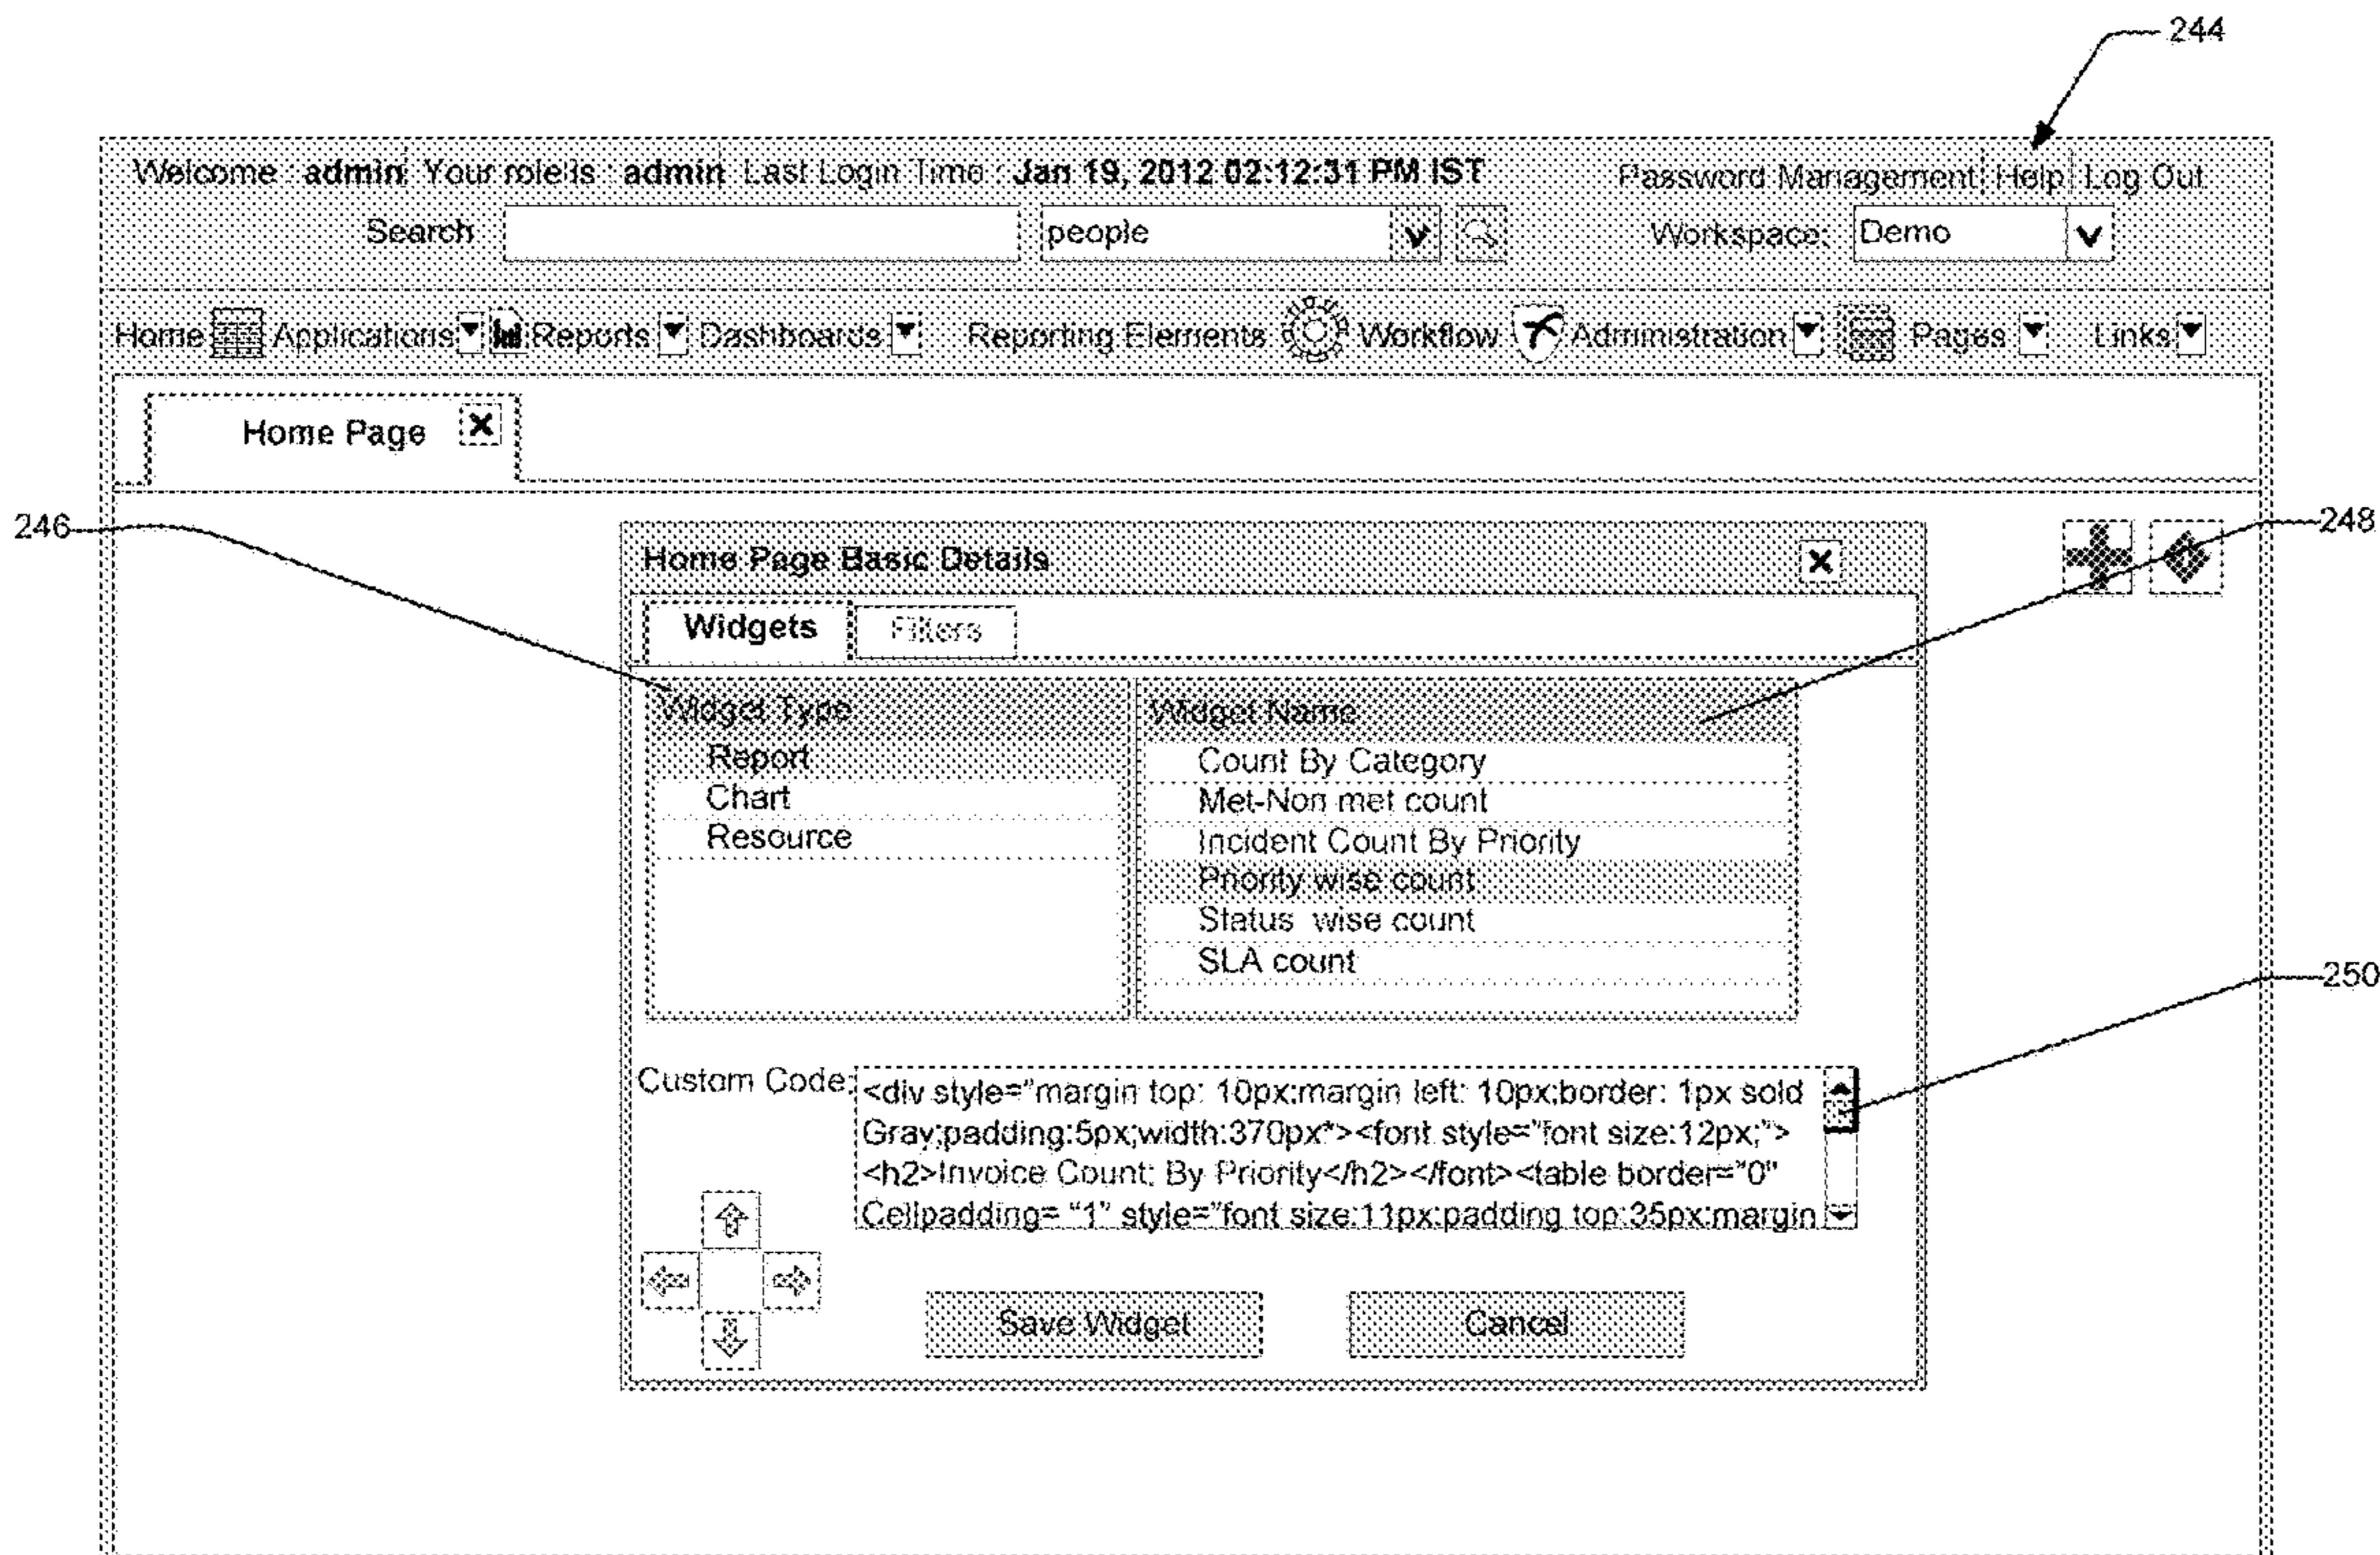 244
Welcome : admin Your role is : admin Last Login Time : Jan 19, 2012 02:12:31 PM IST Password Management Help Log Out
Search people Workspace: Demo
Home Applications Reports Dashboards Reporting Elements Workflow Administration Pages Links
Home Page
246
248
Home Page Basic Details
Widgets Filters
Widget Type Widget Name
Report Count By Category
Chart Met-Non met count
Resource Incident Count By Priority
Priority wise count
Status wise count
SLA count
250
Custom Code: <div style="margin top: 10px;margin left: 10px;border: 1px sold
Gray;padding:5px;width:370px"><font style="font size:12px;">
<h2>Invoice Count: By Priority</h2></font><table border="0"
Cellpadding= "1" style="font size:11px:padding top:35px:margin
Save Widget Cancel